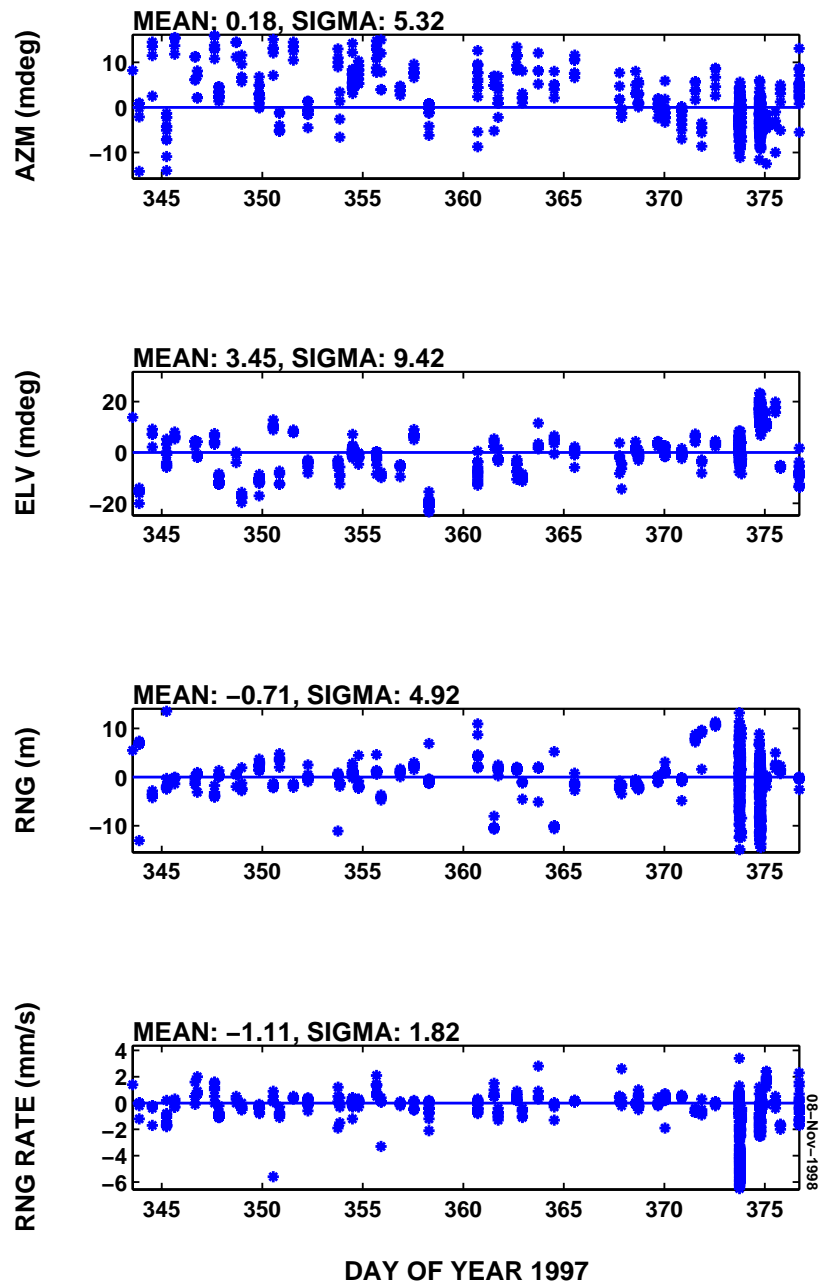 MEAN: 0.18, SIGMA: 5.32
AZM (mdeg)
10
0
−10
345 350 355 360 365 370 375
MEAN: 3.45, SIGMA: 9.42
ELV (mdeg)
20
0
−20
345 350 355 360 365 370 375
MEAN: −0.71, SIGMA: 4.92
RNG (m)
10
0
−10
345 350 355 360 365 370 375
MEAN: −1.11, SIGMA: 1.82
RNG RATE (mm/s)
4
2
0
−2
−4
−6
345 350 355 360 365 370 375
08−Nov−1998
DAY OF YEAR 1997